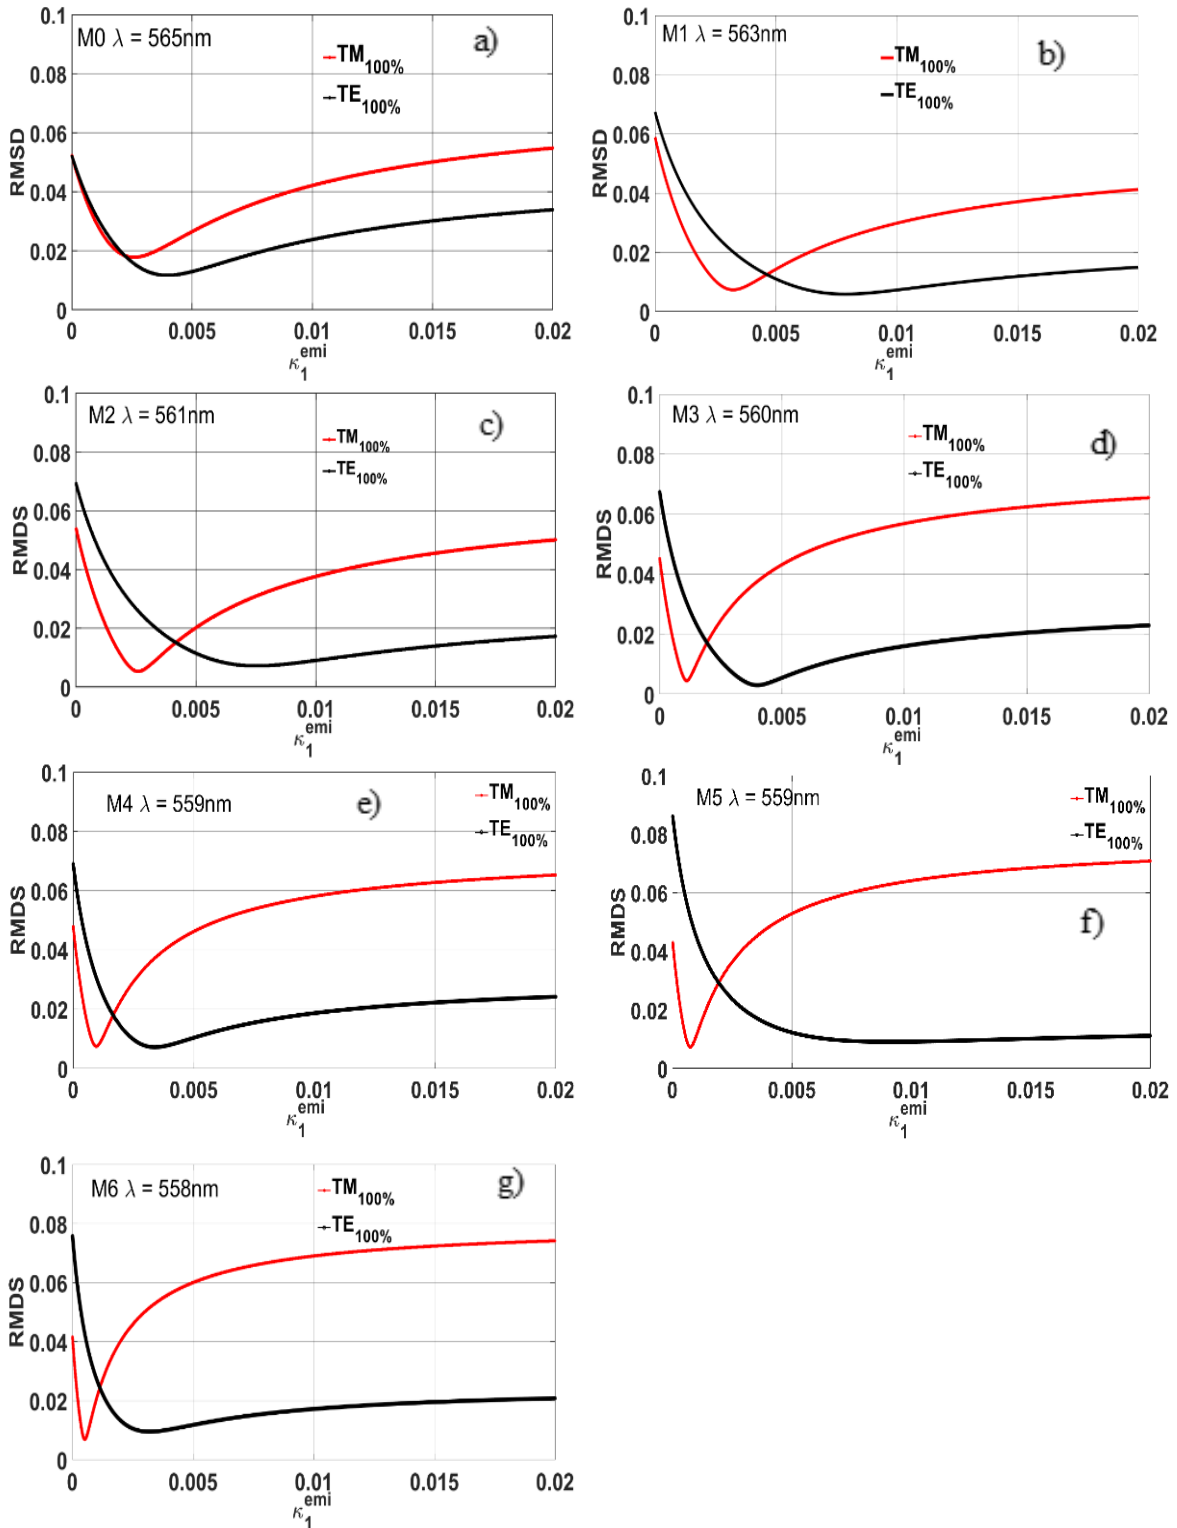 M0 λ = 565nm
a)
TM100%
TE100%
0.1
0.08
0.06
0.04
0.02
0
RMSD
0 0.005 0.01 0.015 0.02
κ1emi
M1 λ = 563nm
b)
TM100%
TE100%
0.1
0.08
0.06
0.04
0.02
0
RMSD
0 0.005 0.01 0.015 0.02
κ1emi
M2 λ = 561nm
c)
TM100%
TE100%
0.1
0.08
0.06
0.04
0.02
0
RMDS
0 0.005 0.01 0.015 0.02
κ1emi
M3 λ = 560nm
d)
TM100%
TE100%
0.1
0.08
0.06
0.04
0.02
0
RMDS
0 0.005 0.01 0.015 0.02
κ1emi
M4 λ = 559nm
e)
TM100%
TE100%
0.1
0.08
0.06
0.04
0.02
0
RMDS
0 0.005 0.01 0.015 0.02
κ1emi
M5 λ = 559nm
f)
TM100%
TE100%
0.1
0.08
0.06
0.04
0.02
0
RMDS
0 0.005 0.01 0.015 0.02
κ1emi
M6 λ = 558nm
g)
TM100%
TE100%
0.1
0.08
0.06
0.04
0.02
0
RMDS
0 0.005 0.01 0.015 0.02
κ1emi